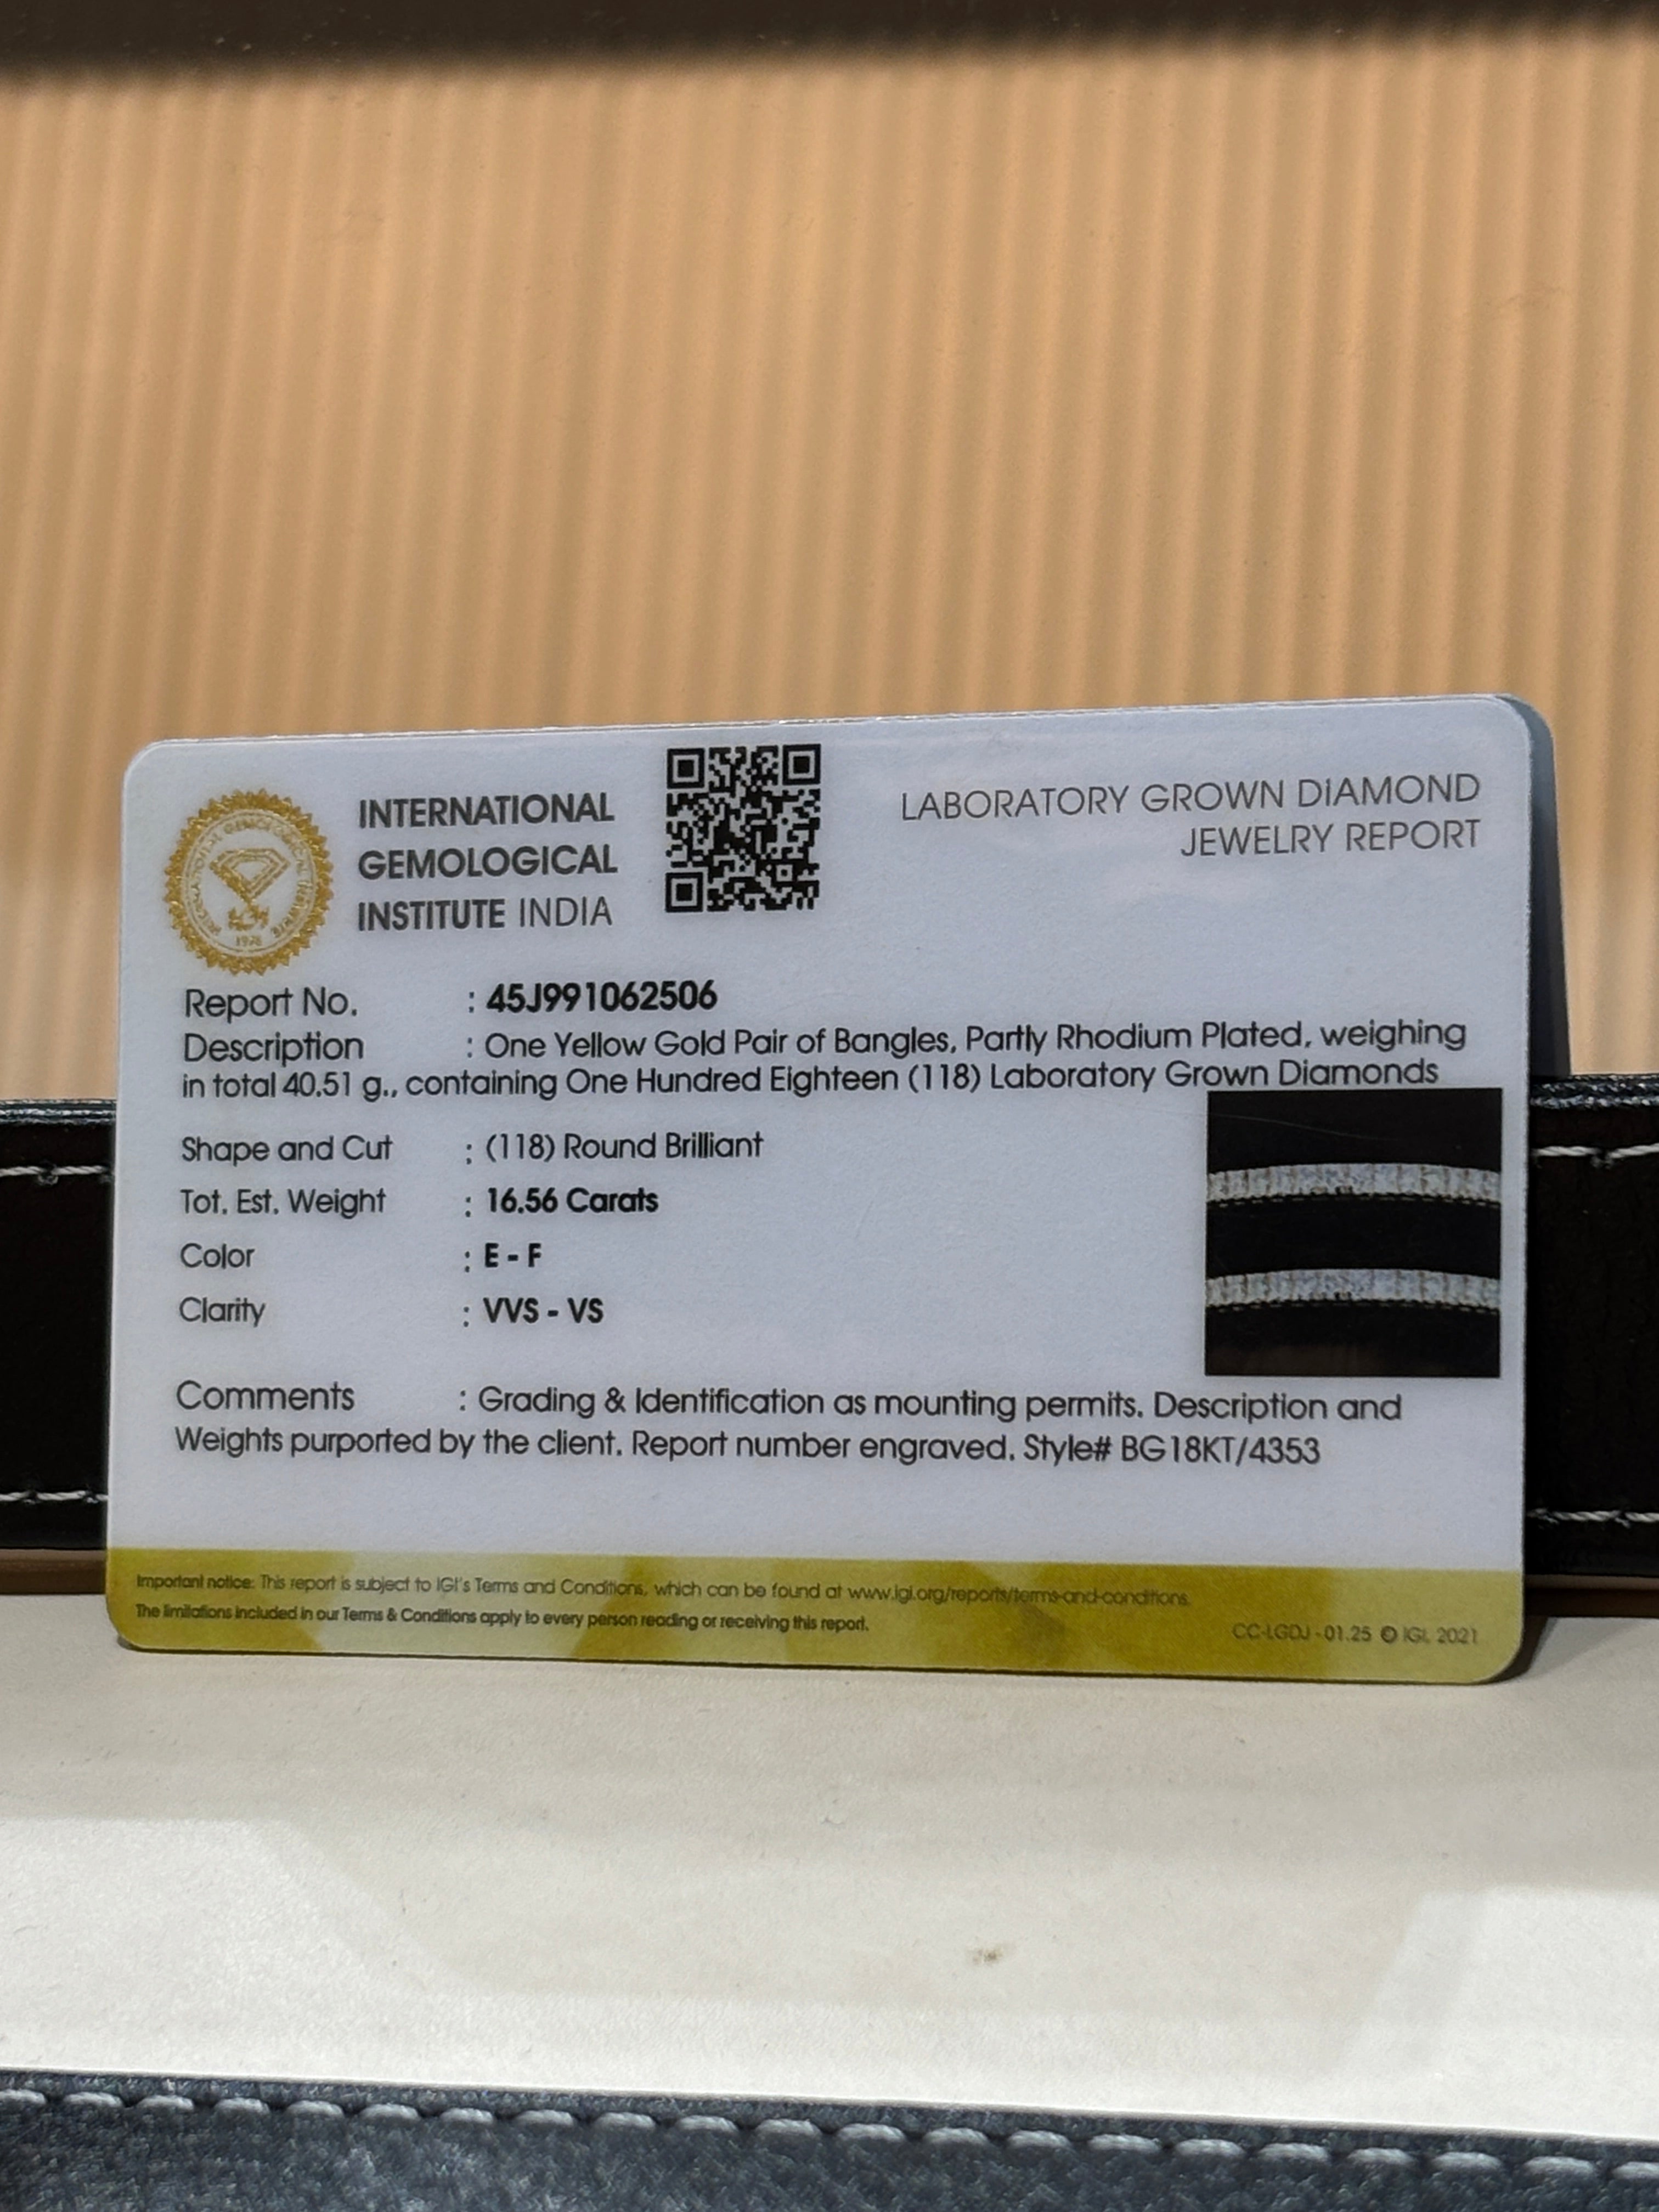 INTERNATIONAL
GEMOLOGICAL
INSTITUTE INDIA
LABORATORY GROWN DIAMOND
JEWELRY REPORT
Report No. : 45J991062506
Description : One Yellow Gold Pair of Bangles, Partly Rhodium Plated, weighing
in total 40.51 g., containing One Hundred Eighteen (118) Laboratory Grown Diamonds
Shape and Cut : (118) Round Brilliant
Tot. Est. Weight : 16.56 Carats
Color : E - F
Clarity : VVS - VS
Comments : Grading & Identification as mounting permits. Description and
Weights purported by the client. Report number engraved. Style# BG18KT/4353
Important notice: This report is subject to IGI's Terms and Conditions, which can be found at www.igi.org/reports/terms-and-conditions.
The limitations included in our Terms & Conditions apply to every person reading or receiving this report.
CC-LGDJ - 01.25 © IGI, 2021